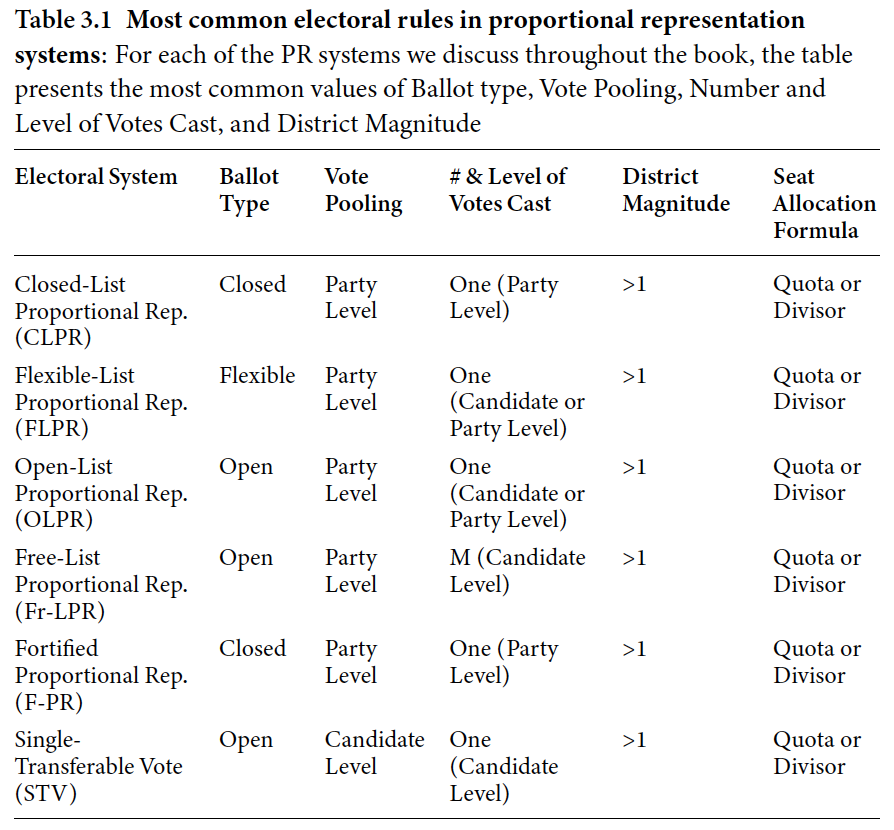 Table 3.1 Most common electoral rules in proportional representation
systems: For each of the PR systems we discuss throughout the book, the table
presents the most common values of Ballot type, Vote Pooling, Number and
Level of Votes Cast, and District Magnitude
Electoral System Ballot Type Vote Pooling # & Level of Votes Cast District Magnitude Seat Allocation Formula
Closed-List Proportional Rep. (CLPR) Closed Party Level One (Party Level) >1 Quota or Divisor
Flexible-List Proportional Rep. (FLPR) Flexible Party Level One (Candidate or Party Level) >1 Quota or Divisor
Open-List Proportional Rep. (OLPR) Open Party Level One (Candidate or Party Level) >1 Quota or Divisor
Free-List Proportional Rep. (Fr-LPR) Open Party Level M (Candidate Level) >1 Quota or Divisor
Fortified Proportional Rep. (F-PR) Closed Party Level One (Party Level) >1 Quota or Divisor
Single-Transferable Vote (STV) Open Candidate Level One (Candidate Level) >1 Quota or Divisor